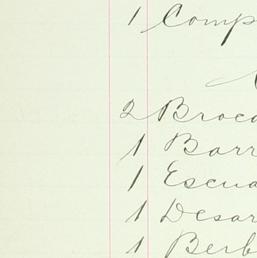 1 Comp
2 Broca
1 Barr
1 Escua
1 Desar
1 Berb